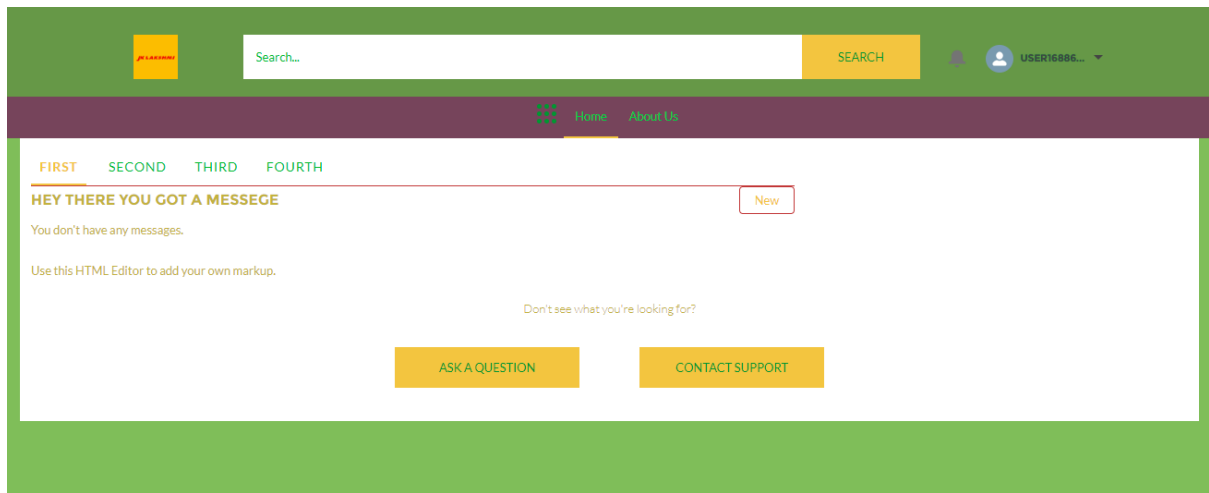 JK LAKSHMI
Search...
SEARCH
USER16886...
Home
About Us
FIRST
SECOND
THIRD
FOURTH
HEY THERE YOU GOT A MESSEGE
New
You don't have any messages.
Use this HTML Editor to add your own markup.
Don't see what you're looking for?
ASK A QUESTION
CONTACT SUPPORT